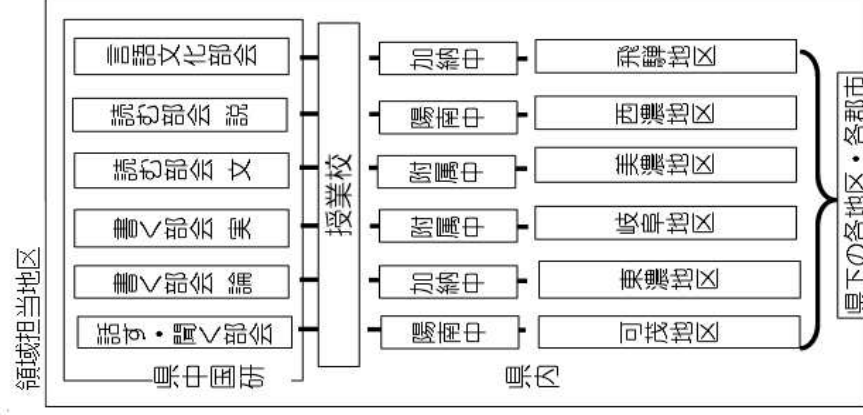 領域担当地区
県中国研
話す・聞く部会
書く部会 論
書く部会 実
読む部会 文
読む部会 説
言語文化部会
授業校
県内
陽南中
加納中
附属中
附属中
陽南中
加納中
可茂地区
東濃地区
岐阜地区
美濃地区
西濃地区
飛騨地区
県下の各地区・各郡市